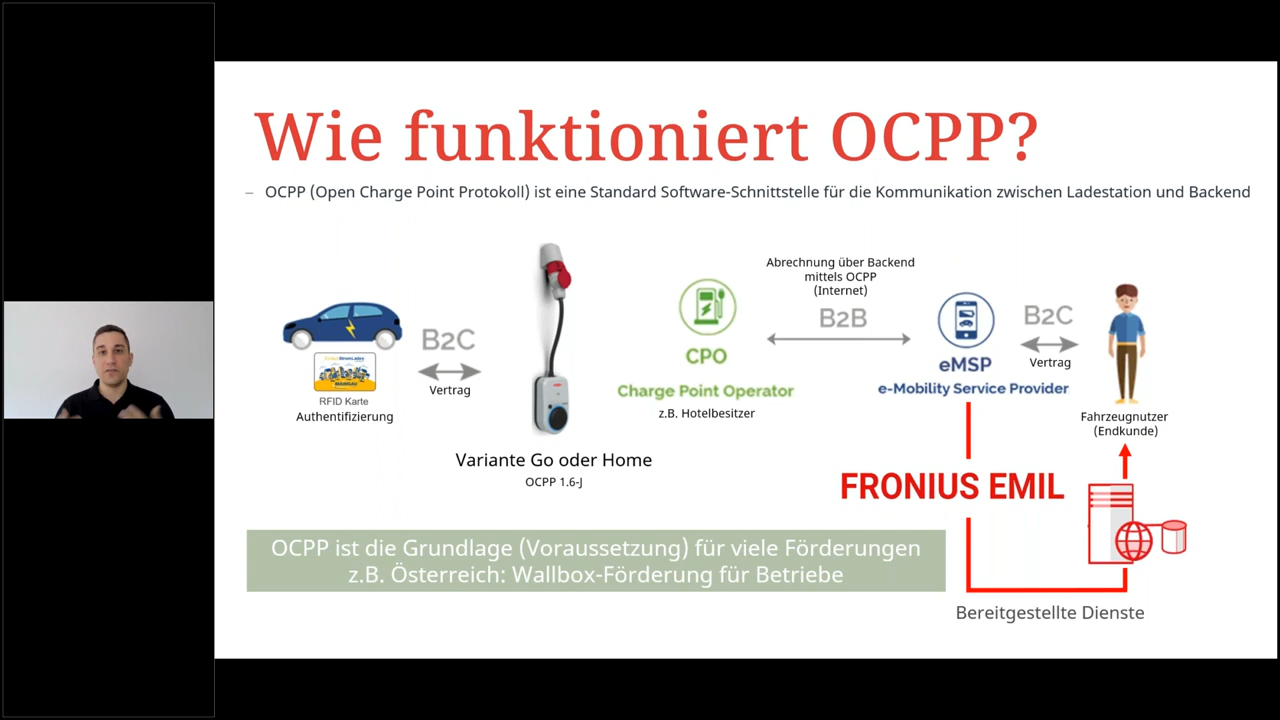 Wie funktioniert OCPP?
– OCPP (Open Charge Point Protokoll) ist eine Standard Software-Schnittstelle für die Kommunikation zwischen Ladestation und Backend
RFID Karte
Authentifizierung
B2C
Vertrag
Variante Go oder Home
OCPP 1.6-J
CPO
Charge Point Operator
z.B. Hotelbesitzer
Abrechnung über Backend
mittels OCPP
(Internet)
B2B
eMSP
e-Mobility Service Provider
B2C
Vertrag
Fahrzeugnutzer
(Endkunde)
FRONIUS EMIL
OCPP ist die Grundlage (Voraussetzung) für viele Förderungen
z.B. Österreich: Wallbox-Förderung für Betriebe
Bereitgestellte Dienste